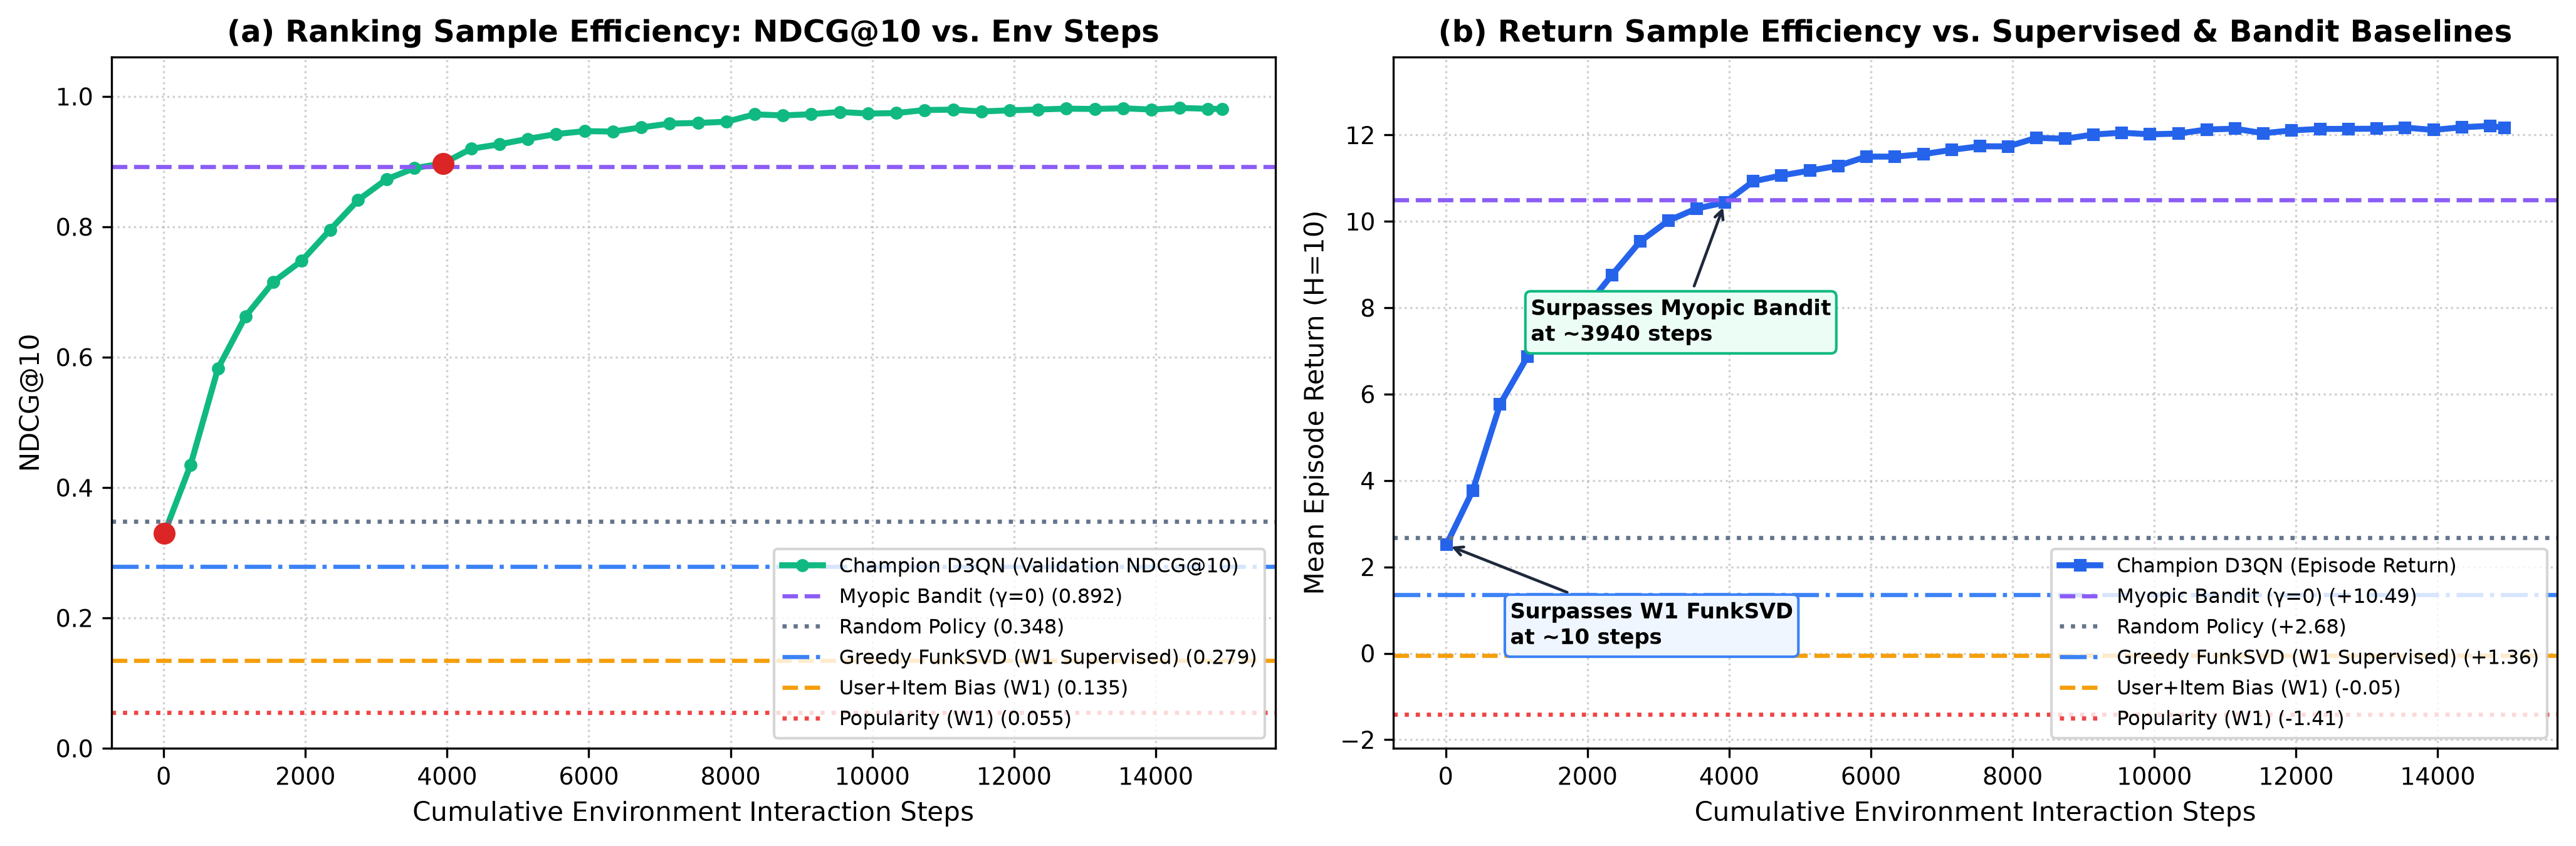 (a) Ranking Sample Efficiency: NDCG@10 vs. Env Steps
NDCG@10
1.0
0.8
0.6
0.4
0.2
0.0
0
2000
4000
6000
8000
10000
12000
14000
Cumulative Environment Interaction Steps
Champion D3QN (Validation NDCG@10)
Myopic Bandit (γ=0) (0.892)
Random Policy (0.348)
Greedy FunkSVD (W1 Supervised) (0.279)
User+Item Bias (W1) (0.135)
Popularity (W1) (0.055)
(b) Return Sample Efficiency vs. Supervised & Bandit Baselines
Mean Episode Return (H=10)
12
10
8
6
4
2
0
−2
Surpasses Myopic Bandit
at ~3940 steps
Surpasses W1 FunkSVD
at ~10 steps
Champion D3QN (Episode Return)
Myopic Bandit (γ=0) (+10.49)
Random Policy (+2.68)
Greedy FunkSVD (W1 Supervised) (+1.36)
User+Item Bias (W1) (-0.05)
Popularity (W1) (-1.41)
0
2000
4000
6000
8000
10000
12000
14000
Cumulative Environment Interaction Steps